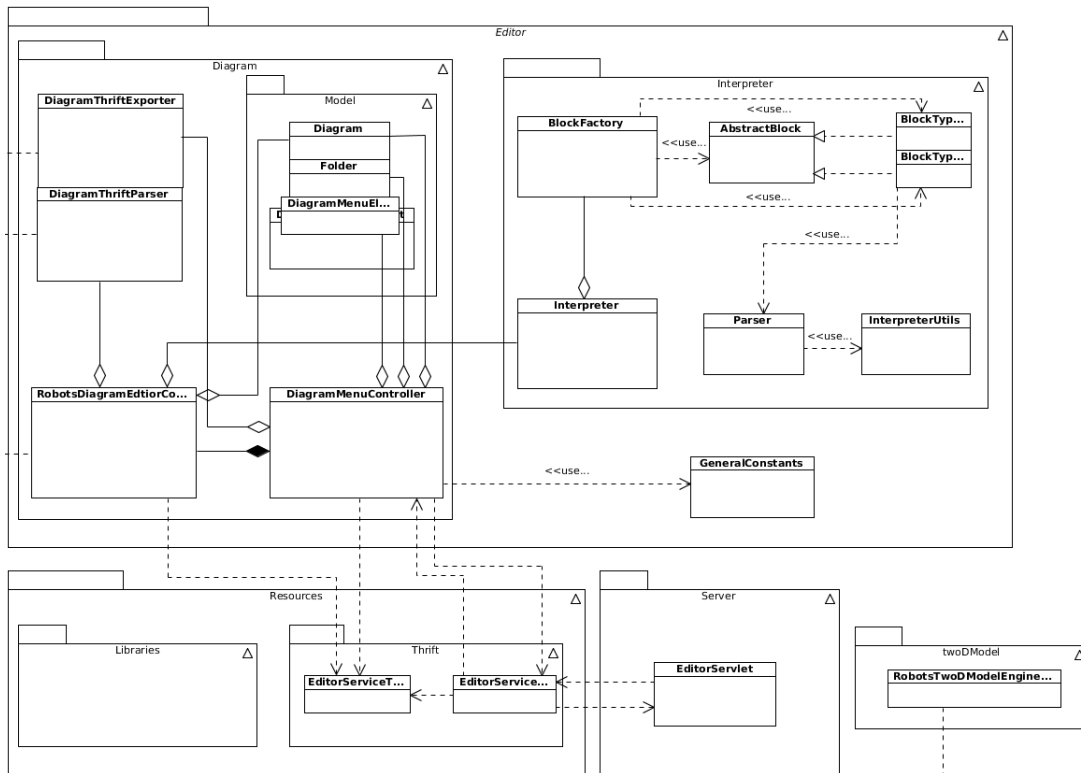 Editor
Diagram
DiagramThriftExporter
DiagramThriftParser
Model
Diagram
Folder
DiagramMenuEl...
D
t
RobotsDiagramEdtiorCo...
DiagramMenuController
Interpreter
BlockFactory
<<use...
<<use...
AbstractBlock
BlockTyp...
BlockTyp...
<<use...
<<use...
Interpreter
Parser
<<use...
InterpreterUtils
<<use...
GeneralConstants
Resources
Libraries
Thrift
EditorServiceT...
EditorService...
Server
EditorServlet
twoDModel
RobotsTwoDModelEngine...